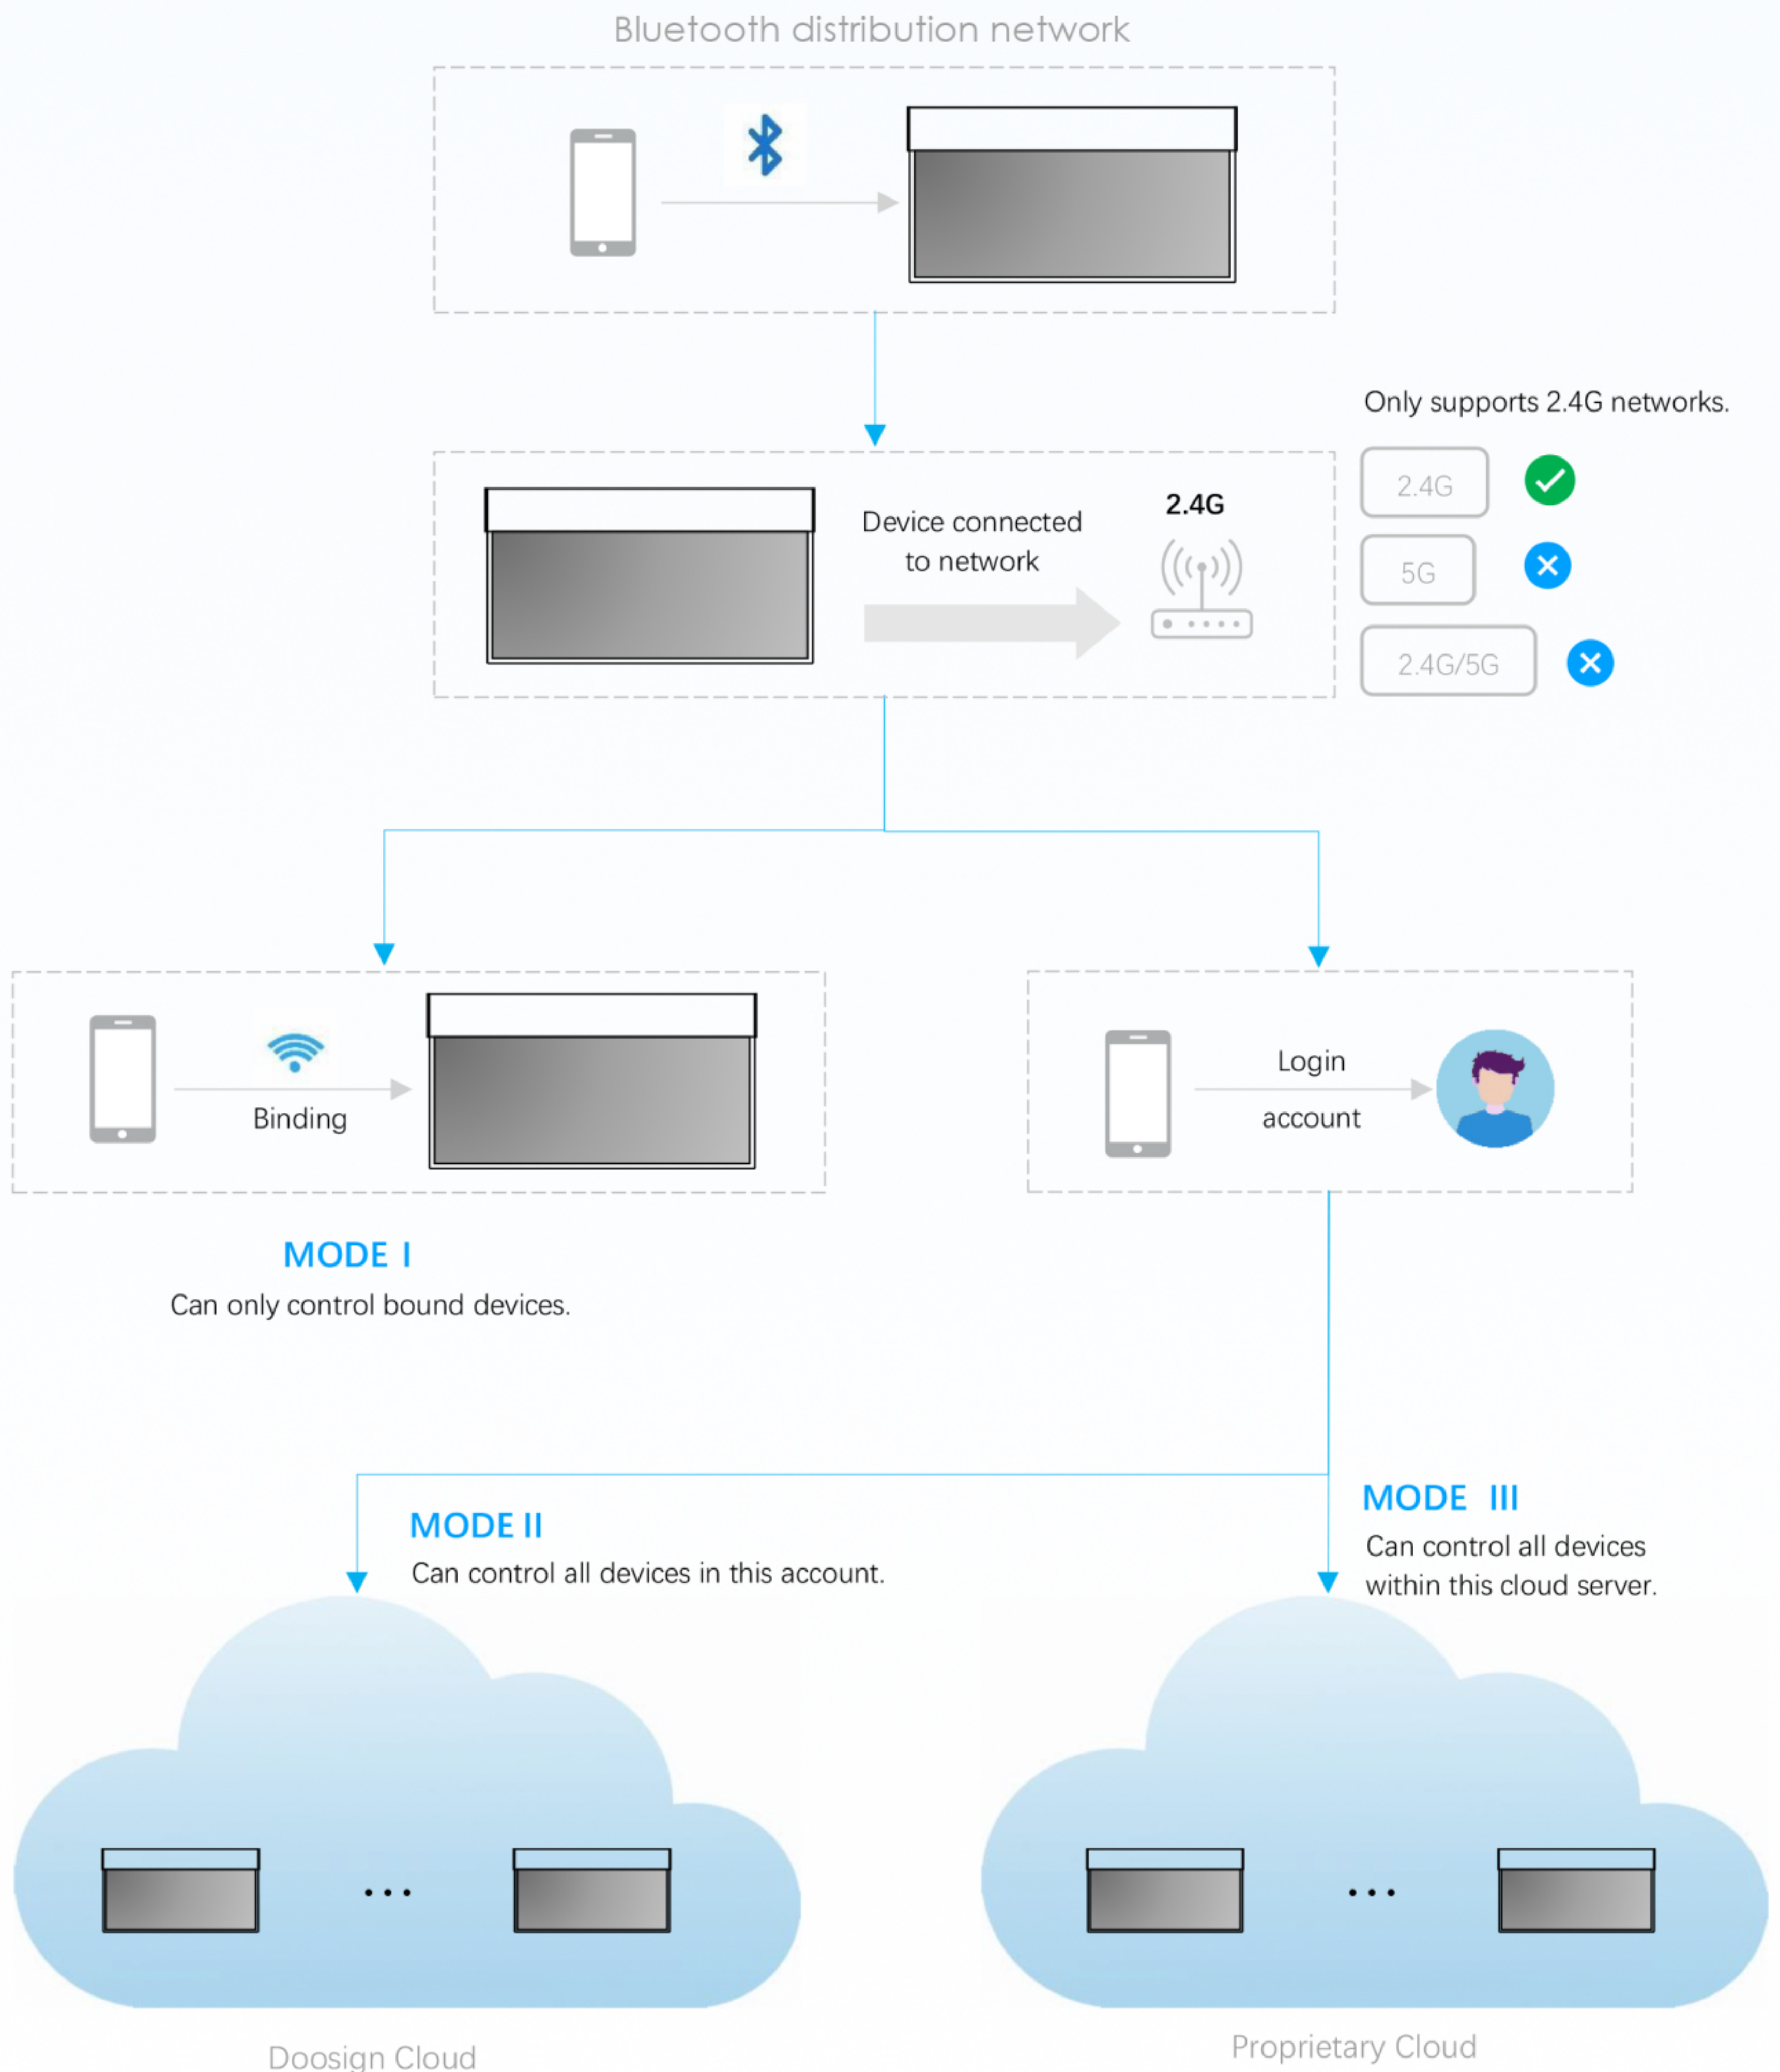 Bluetooth distribution network
Only supports 2.4G networks.
2.4G
5G
2.4G/5G
Device connected
to network
2.4G
Binding
Login
account
MODE I
Can only control bound devices.
MODE II
Can control all devices in this account.
MODE III
Can control all devices
within this cloud server.
Doosign Cloud
Proprietary Cloud